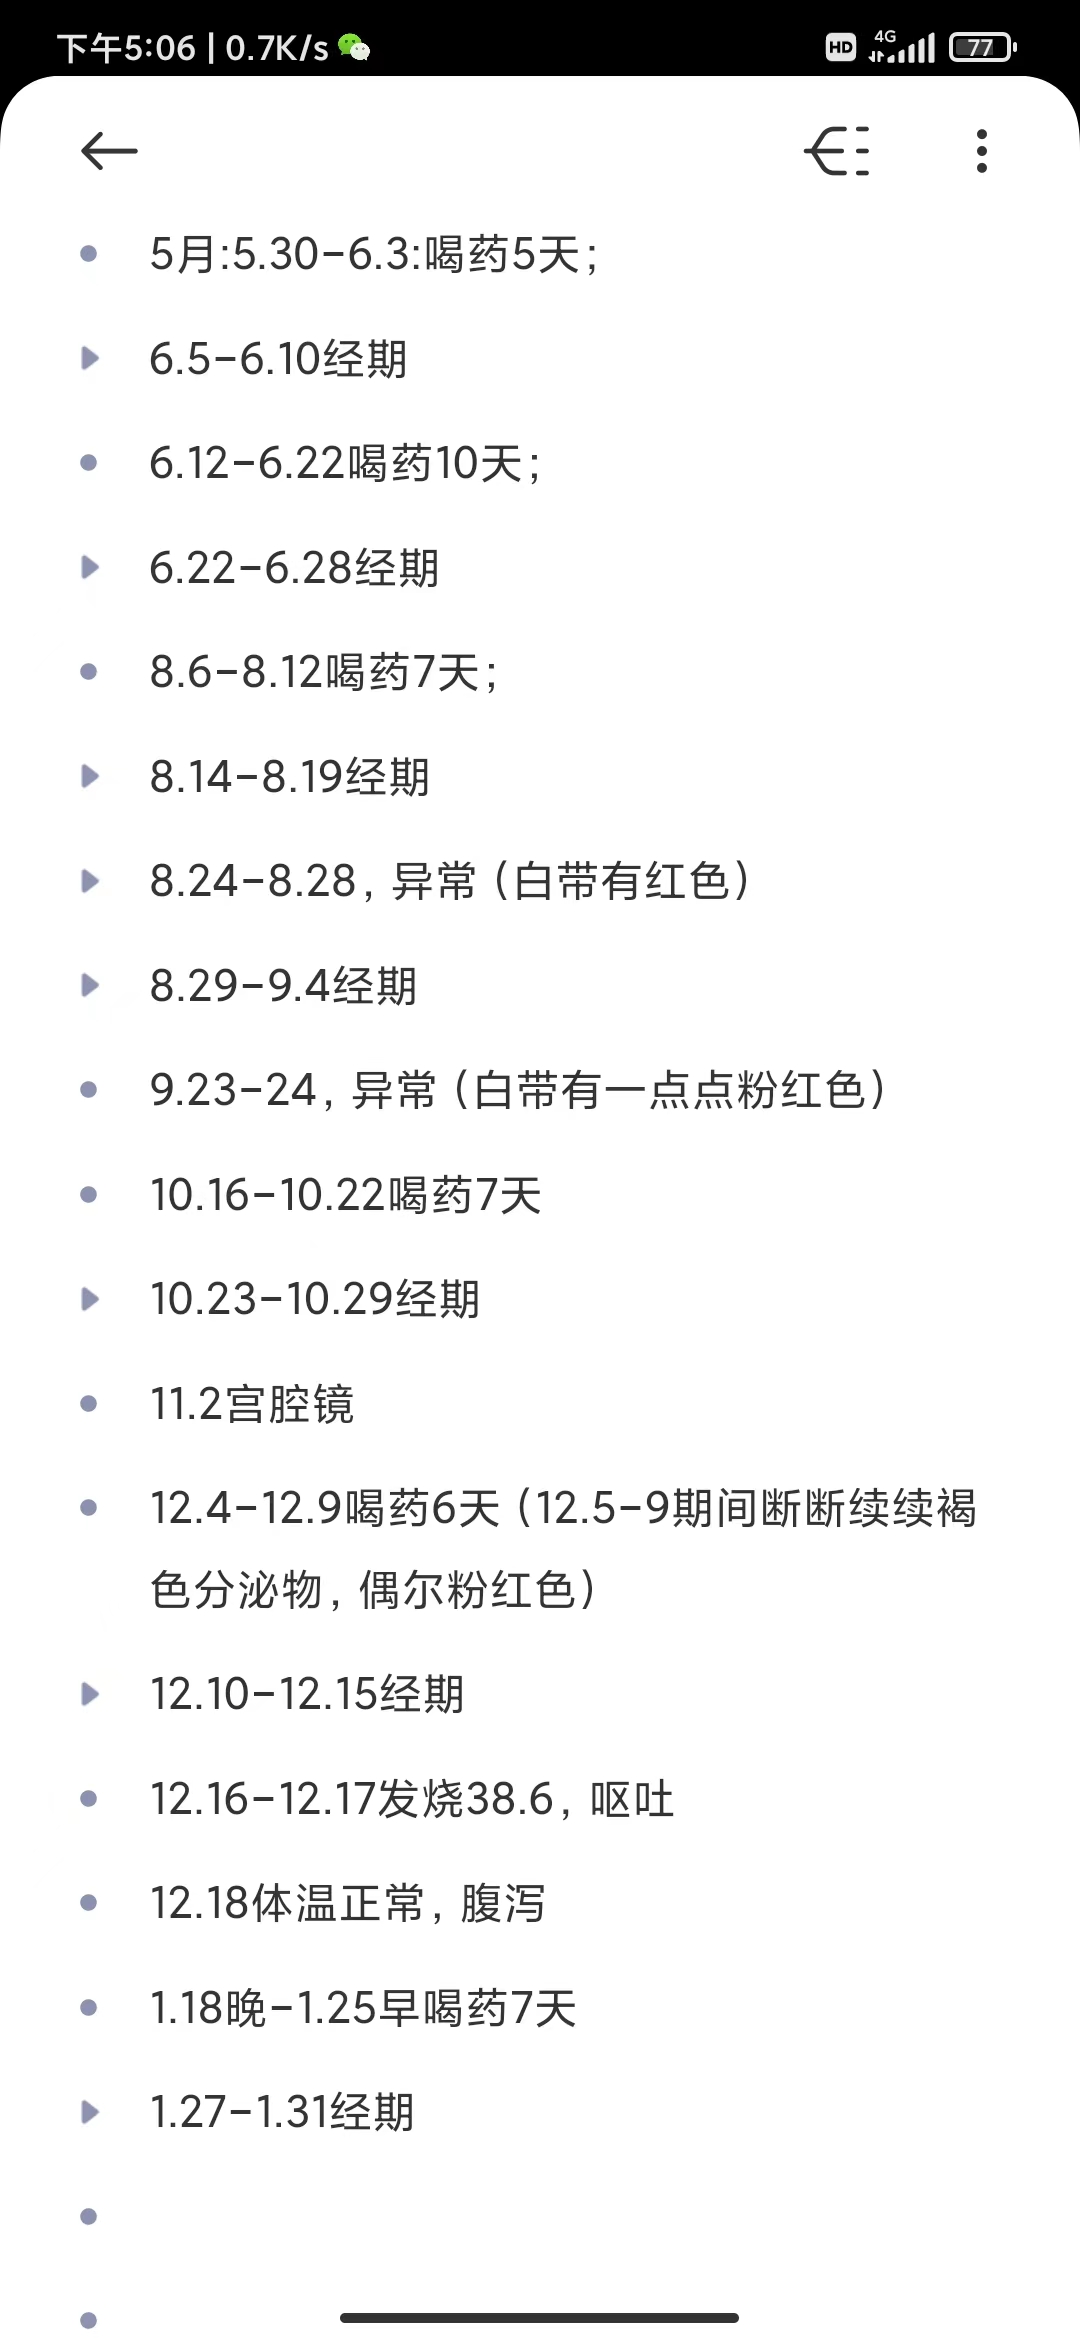 下午5:06 | 0.7K/s
HD 4G 77
5月:5.30-6.3:喝药5天;
6.5-6.10经期
6.12-6.22喝药10天;
6.22-6.28经期
8.6-8.12喝药7天;
8.14-8.19经期
8.24-8.28, 异常 (白带有红色)
8.29-9.4经期
9.23-24, 异常 (白带有一点点粉红色)
10.16-10.22喝药7天
10.23-10.29经期
11.2宫腔镜
12.4-12.9喝药6天 (12.5-9期间断断续续褐
色分泌物, 偶尔粉红色)
12.10-12.15经期
12.16-12.17发烧38.6, 呕吐
12.18体温正常, 腹泻
1.18晚-1.25早喝药7天
1.27-1.31经期